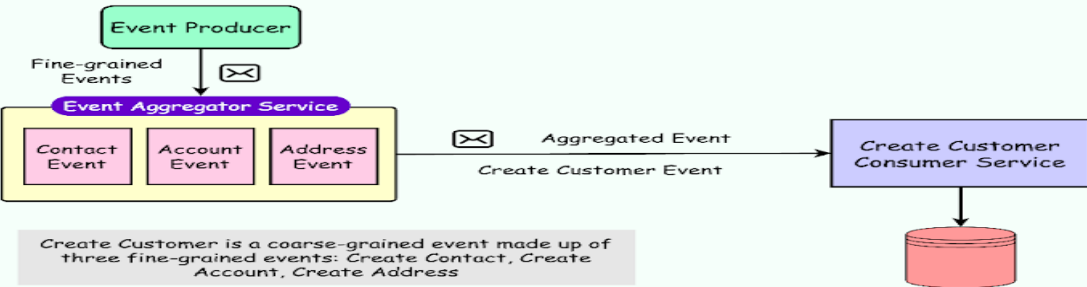 Event Producer
Fine-grained
Events
Event Aggregator Service
Contact
Event
Account
Event
Address
Event
Aggregated Event
Create Customer Event
Create Customer
Consumer Service
Create Customer is a coarse-grained event made up of
three fine-grained events: Create Contact, Create
Account, Create Address